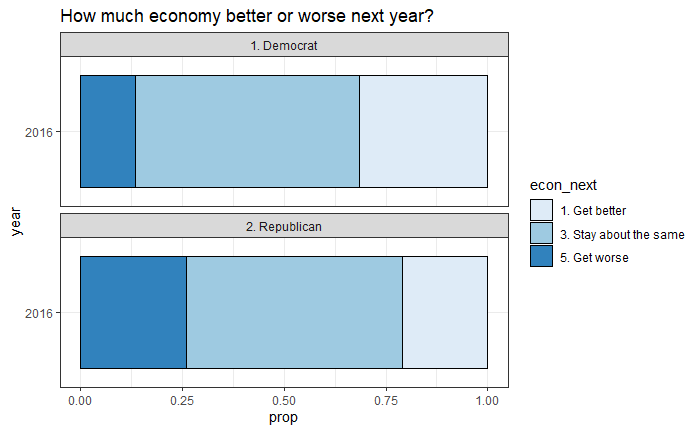 How much economy better or worse next year?
1. Democrat
2016
2. Republican
2016
year
0.00 0.25 0.50 0.75 1.00
prop
econ_next
1. Get better
3. Stay about the same
5. Get worse